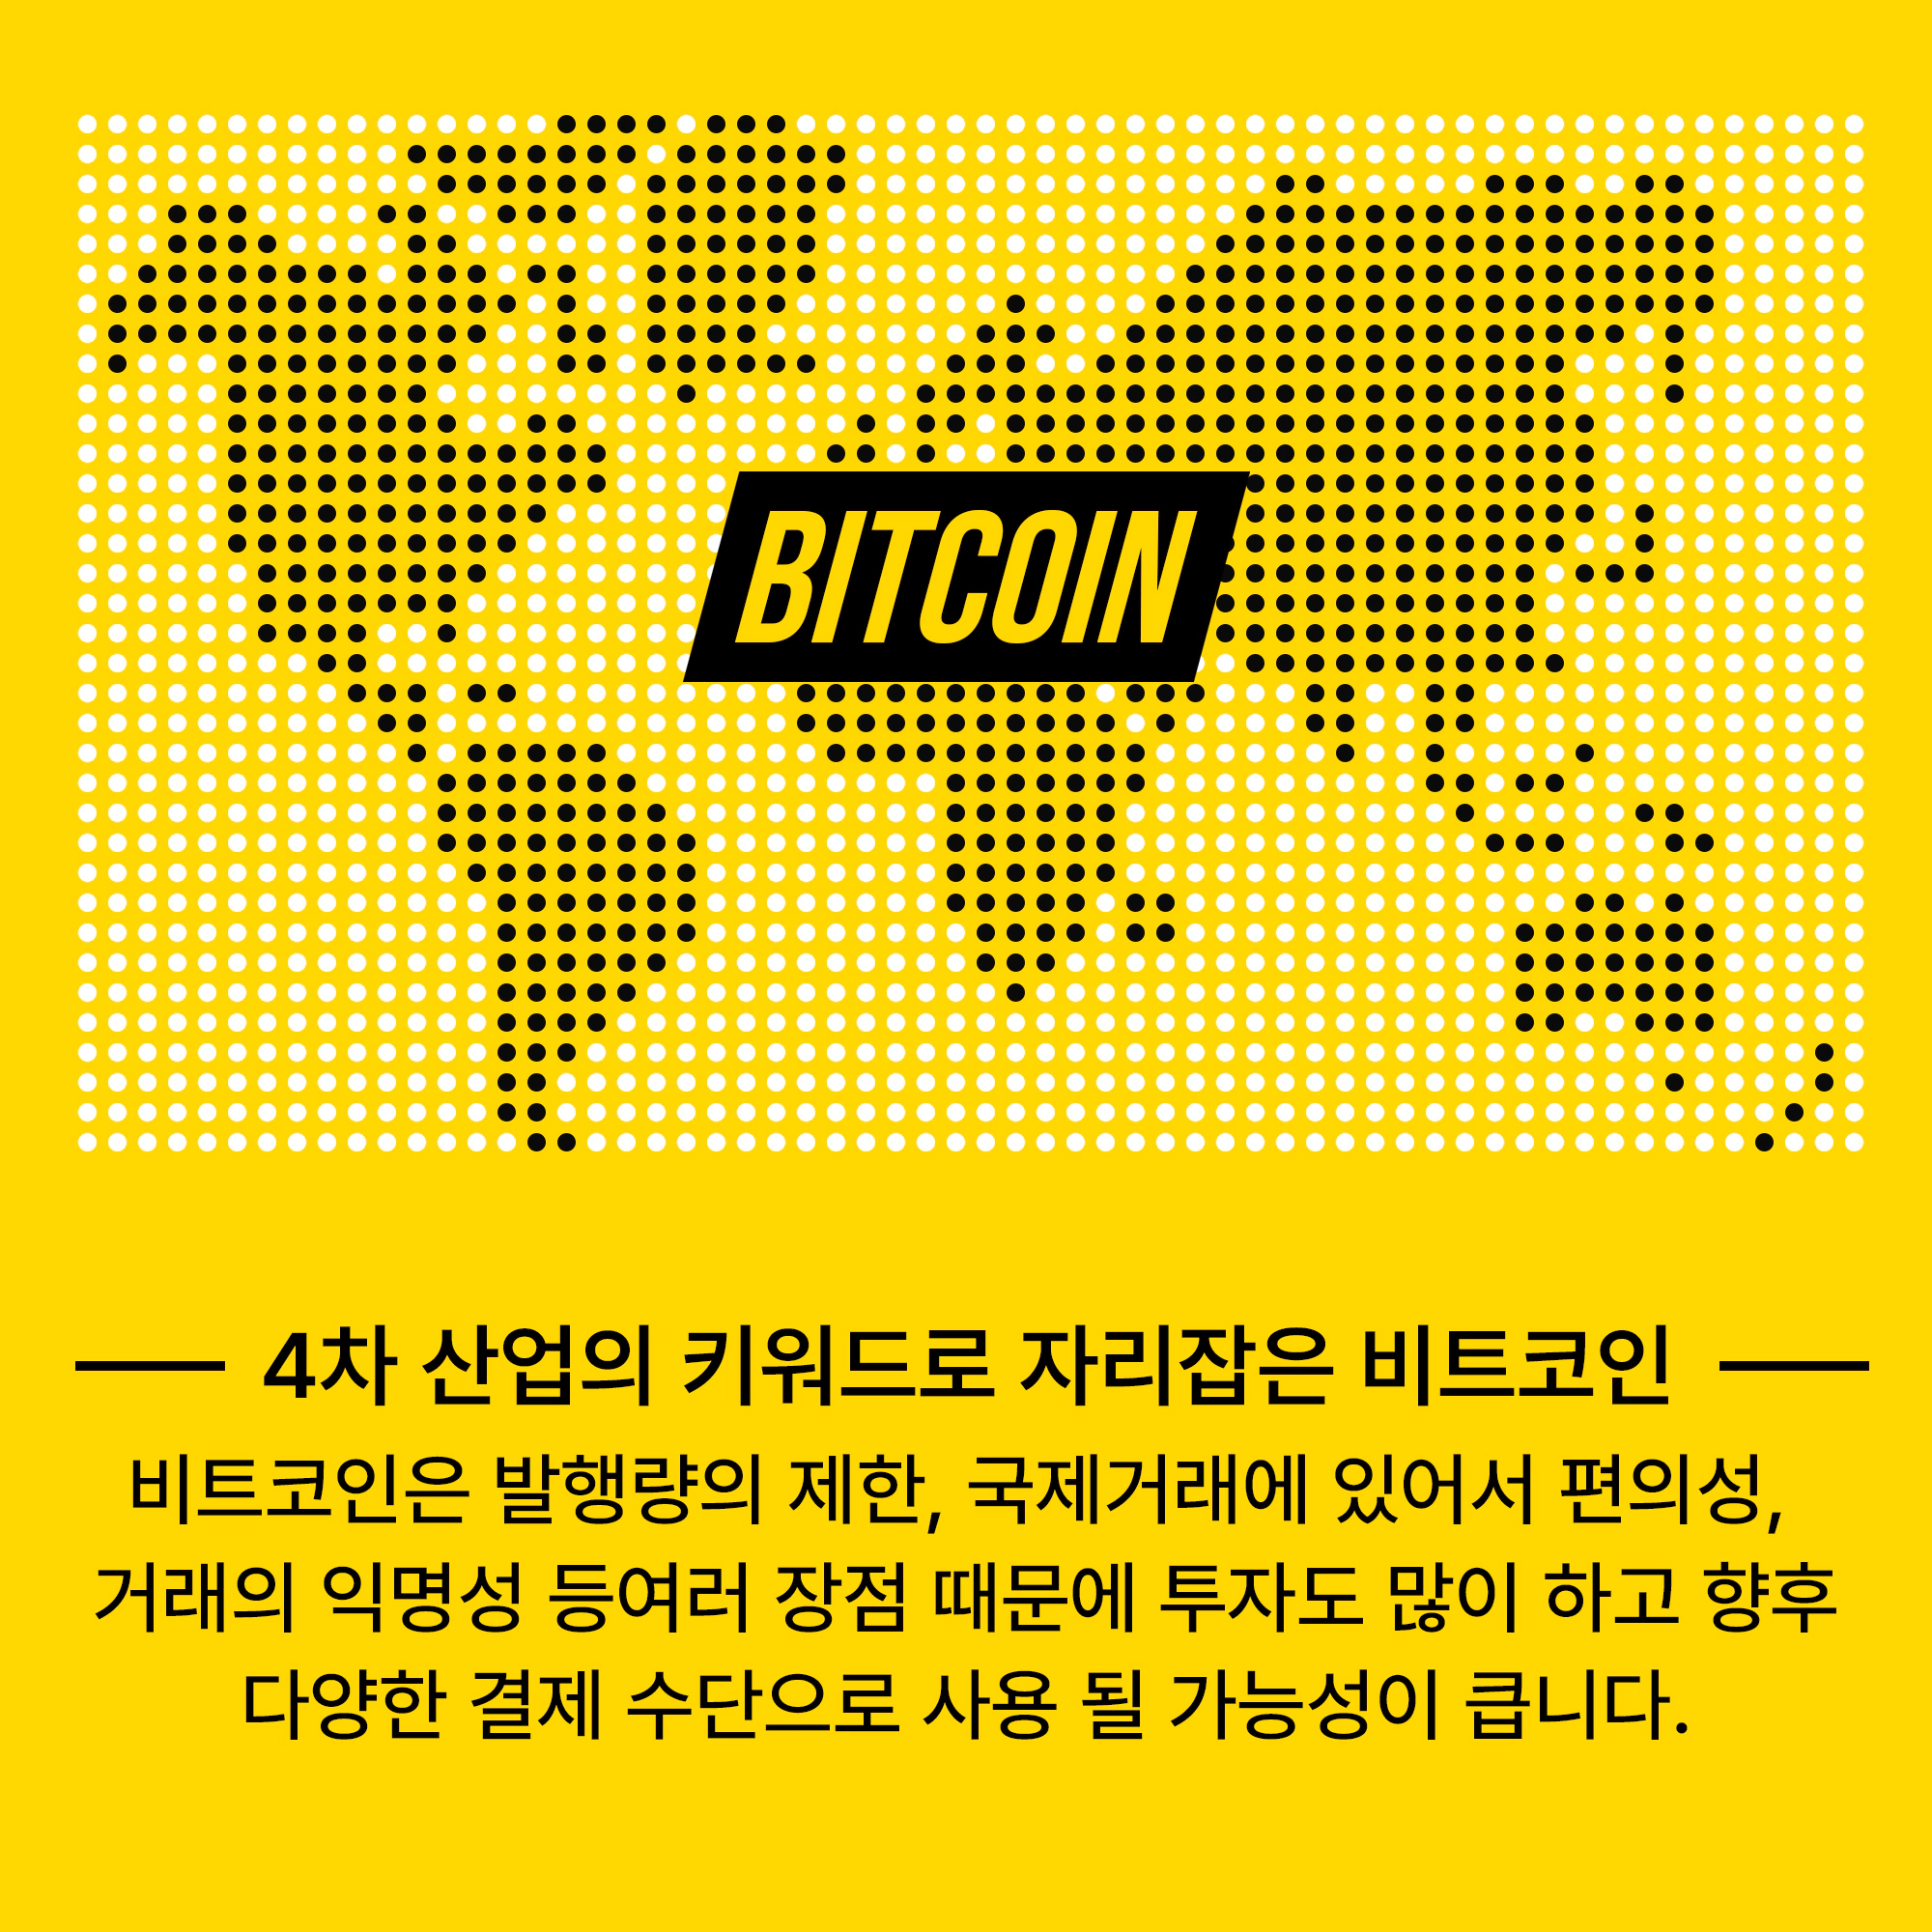 BITCOIN
4차 산업의 키워드로 자리잡은 비트코인
비트코인은 발행량의 제한, 국제거래에 있어서 편의성,
거래의 익명성 등여러 장점 때문에 투자도 많이 하고 향후
다양한 결제 수단으로 사용 될 가능성이 큽니다.